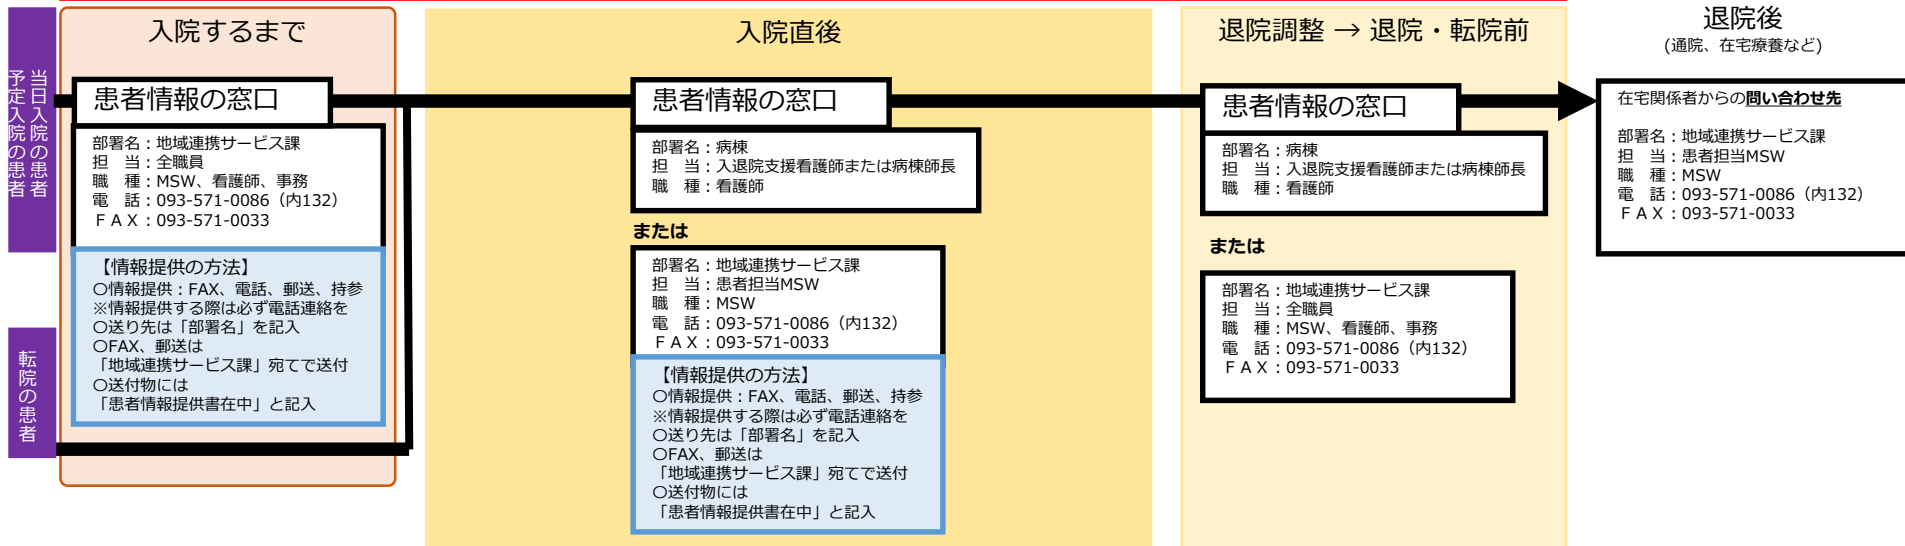 当日入院の患者
予定入院の患者
転院の患者
入院するまで
患者情報の窓口
部署名：地域連携サービス課
担　当：全職員
職　種：MSW、看護師、事務
電　話：093-571-0086（内132）
ＦＡＸ：093-571-0033
【情報提供の方法】
〇情報提供：FAX、電話、郵送、持参
※情報提供する際は必ず電話連絡を
〇送り先は「部署名」を記入
〇FAX、郵送は
「地域連携サービス課」宛てで送付
〇送付物には
「患者情報提供書在中」と記入
入院直後
患者情報の窓口
部署名：病棟
担　当：入退院支援看護師または病棟師長
職　種：看護師
または
部署名：地域連携サービス課
担　当：患者担当MSW
職　種：MSW
電　話：093-571-0086（内132）
ＦＡＸ：093-571-0033
【情報提供の方法】
〇情報提供：FAX、電話、郵送、持参
※情報提供する際は必ず電話連絡を
〇送り先は「部署名」を記入
〇FAX、郵送は
「地域連携サービス課」宛てで送付
〇送付物には
「患者情報提供書在中」と記入
退院調整 → 退院・転院前
患者情報の窓口
部署名：病棟
担　当：入退院支援看護師または病棟師長
職　種：看護師
または
部署名：地域連携サービス課
担　当：全職員
職　種：MSW、看護師、事務
電　話：093-571-0086（内132）
ＦＡＸ：093-571-0033
退院後
(通院、在宅療養など)
在宅関係者からの問い合わせ先
部署名：地域連携サービス課
担　当：患者担当MSW
職　種：MSW
電　話：093-571-0086（内132）
ＦＡＸ：093-571-0033